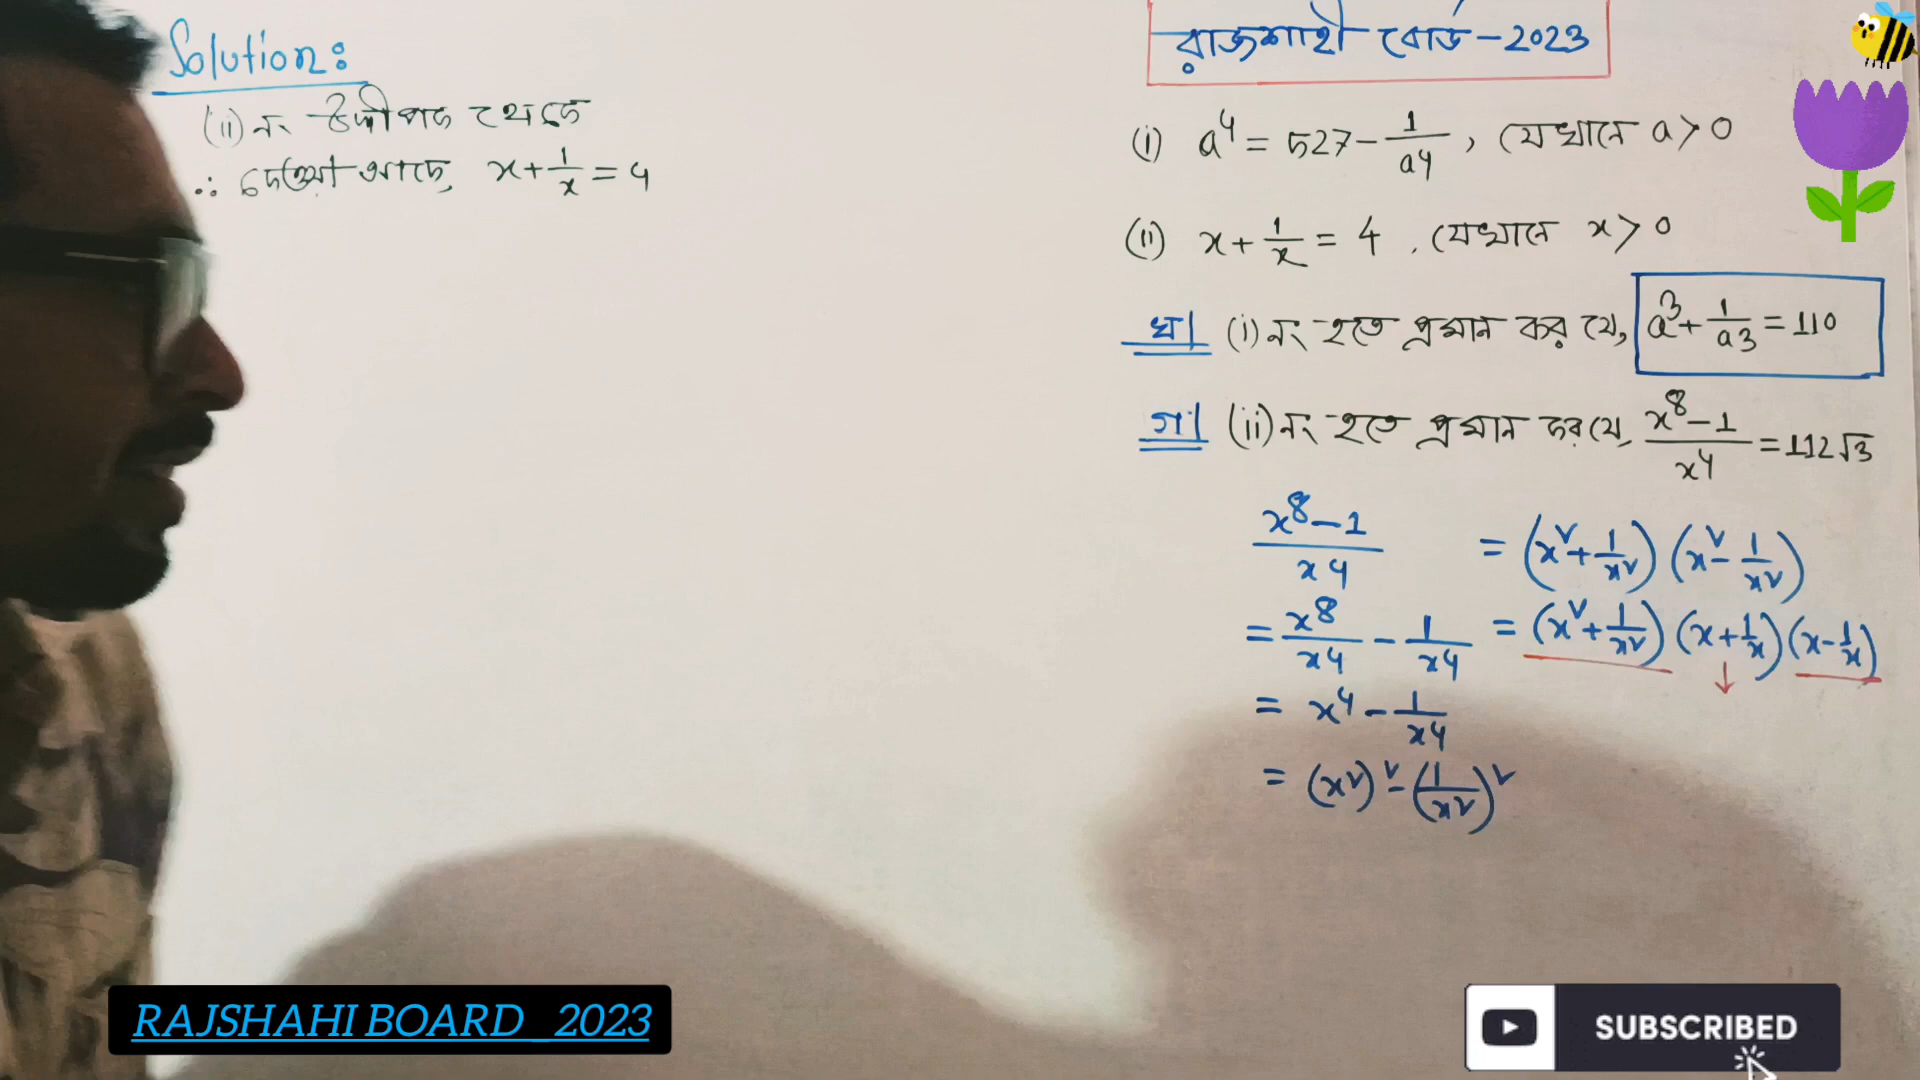 Solution:
(ii) নং উদ্দীপক থেকে
∴ দেওয়া আছে, x + 1/x = 4
রাজশাহী বোর্ড - 2023
(i) a⁴ = 527 - 1/a⁴, যেখানে a > 0
(ii) x + 1/x = 4, যেখানে x > 0
খ। (i) নং হতে প্রমান কর যে, a³ + 1/a³ = 110
গ। (ii) নং হতে প্রমান কর যে, (x⁸ - 1)/x⁴ = 112√3
(x⁸ - 1)/x⁴
= x⁸/x⁴ - 1/x⁴
= x⁴ - 1/x⁴
= (x²)² - (1/x²)²
= (x² + 1/x²)(x² - 1/x²)
= (x² + 1/x²)(x + 1/x)(x - 1/x)
RAJSHAHI BOARD_2023
SUBSCRIBED